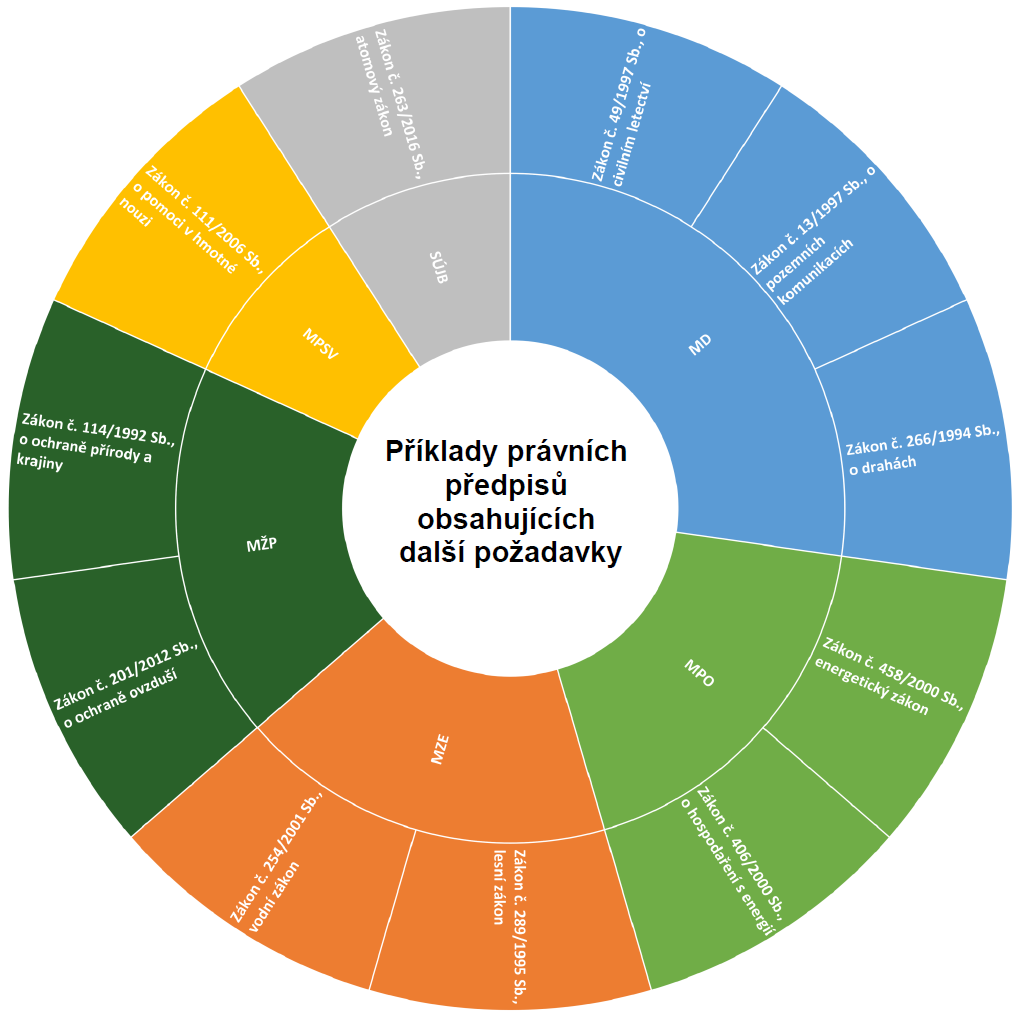 Příklady právních
předpisů
obsahujících
další požadavky
MD
Zákon č. 49/1997 Sb., o
civilním letectví
Zákon č. 13/1997 Sb., o
pozemních
komunikacích
Zákon č. 266/1994 Sb.,
o drahách
MPO
Zákon č. 458/2000 Sb.,
energetický zákon
Zákon č. 406/2000 Sb.,
o hospodaření s energií
MZE
Zákon č. 289/1995 Sb.,
lesní zákon
Zákon č. 254/2001 Sb.,
vodní zákon
MŽP
Zákon č. 201/2012 Sb.,
o ochraně ovzduší
Zákon č. 114/1992 Sb.,
o ochraně přírody a
krajiny
MPSV
Zákon č. 111/2006 Sb.,
o pomoci v hmotné
nouzi
SÚJB
Zákon č. 263/2016 Sb.,
atomový zákon